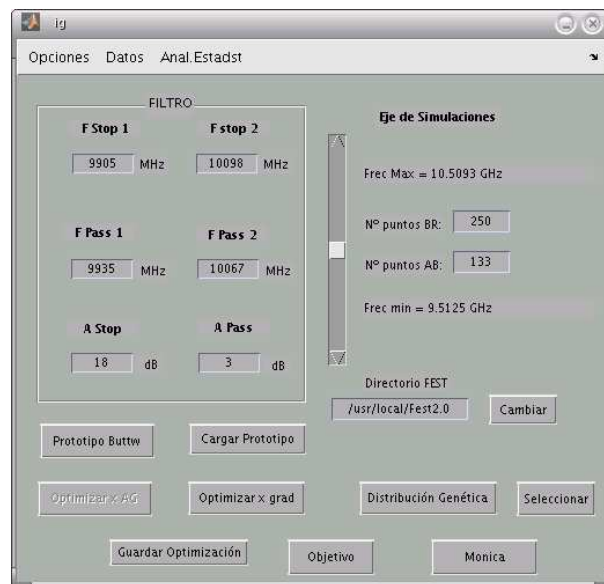 ig
Opciones Datos Anal.Estadst
FILTRO
F Stop 1 F stop 2
9905 MHz 10098 MHz
F Pass 1 F Pass 2
9935 MHz 10067 MHz
A Stop A Pass
18 dB 3 dB
Eje de Simulaciones
Frec Max = 10.5093 GHz
Nº puntos BR: 250
Nº puntos AB: 133
Frec min = 9.5125 GHz
Directorio FEST
/usr/local/Fest2.0 Cambiar
Prototipo Buttw Cargar Prototipo
Optimizar x AG Optimizar x grad Distribución Genética Seleccionar
Guardar Optimización Objetivo Monica